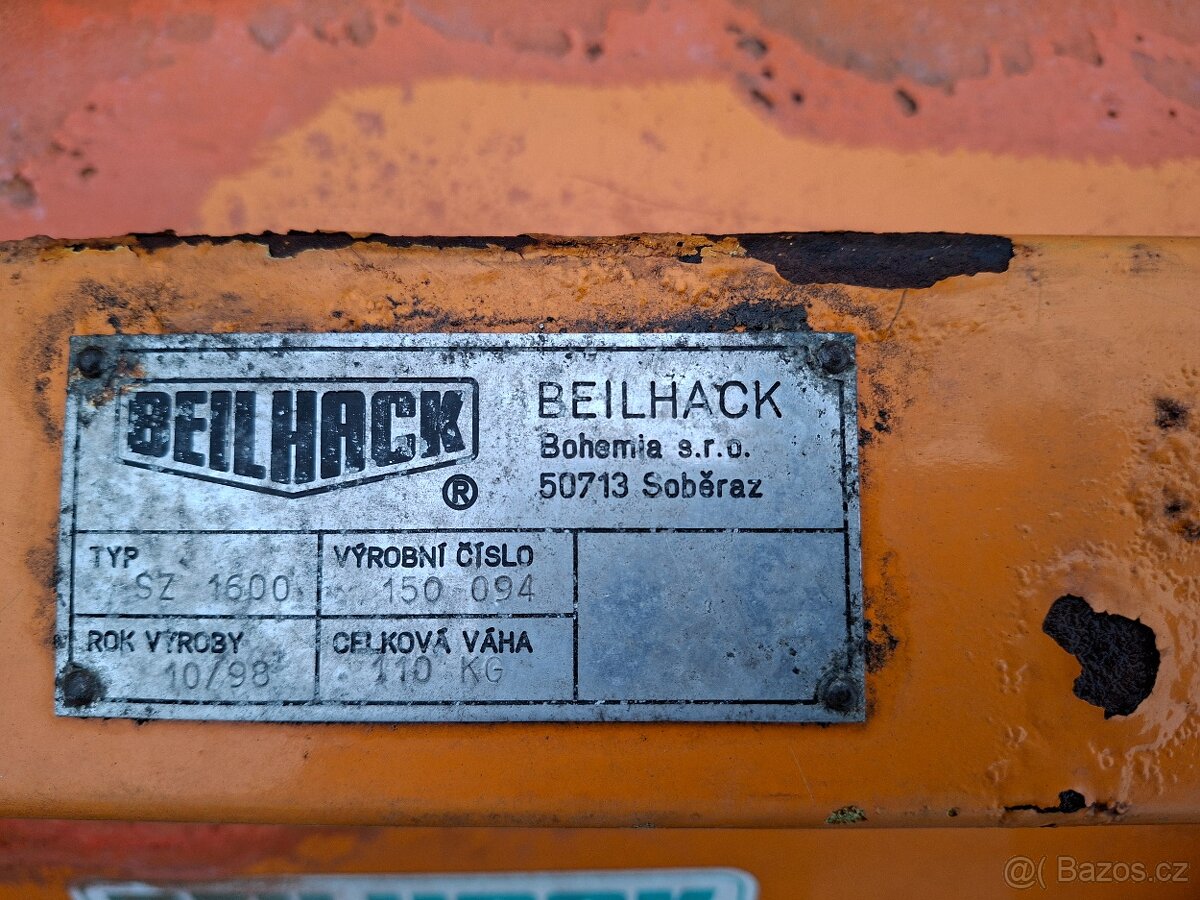 BEILHACK
®
BEILHACK
Bohemia s.r.o.
50713 Soběraz
TYP
SZ 1600
VÝROBNÍ ČÍSLO
150 094
ROK VÝROBY
10/98
CELKOVÁ VÁHA
110 KG
@( Bazos.cz